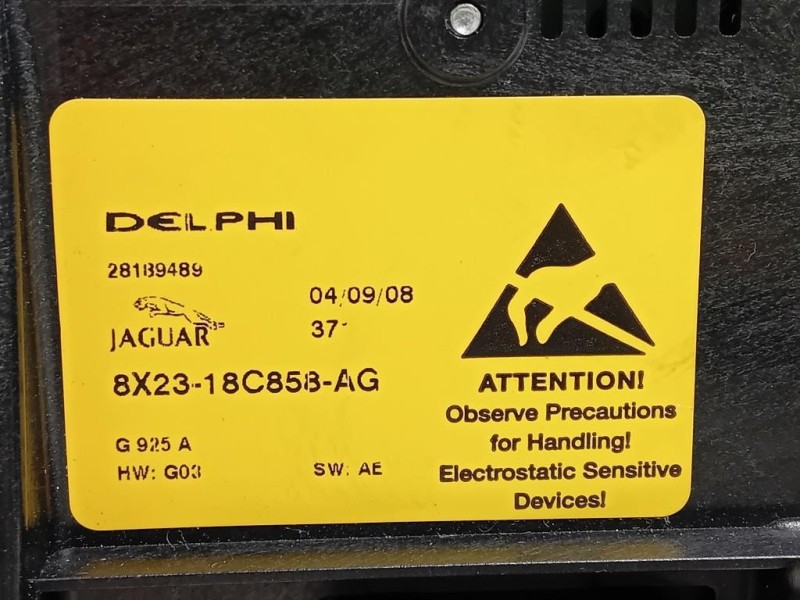 DELPHI
28189489
JAGUAR
04/09/08
37
8X23-18C858-AG
G 925 A
HW: G03
SW: AE
ATTENTION!
Observe Precautions
for Handling!
Electrostatic Sensitive
Devices!